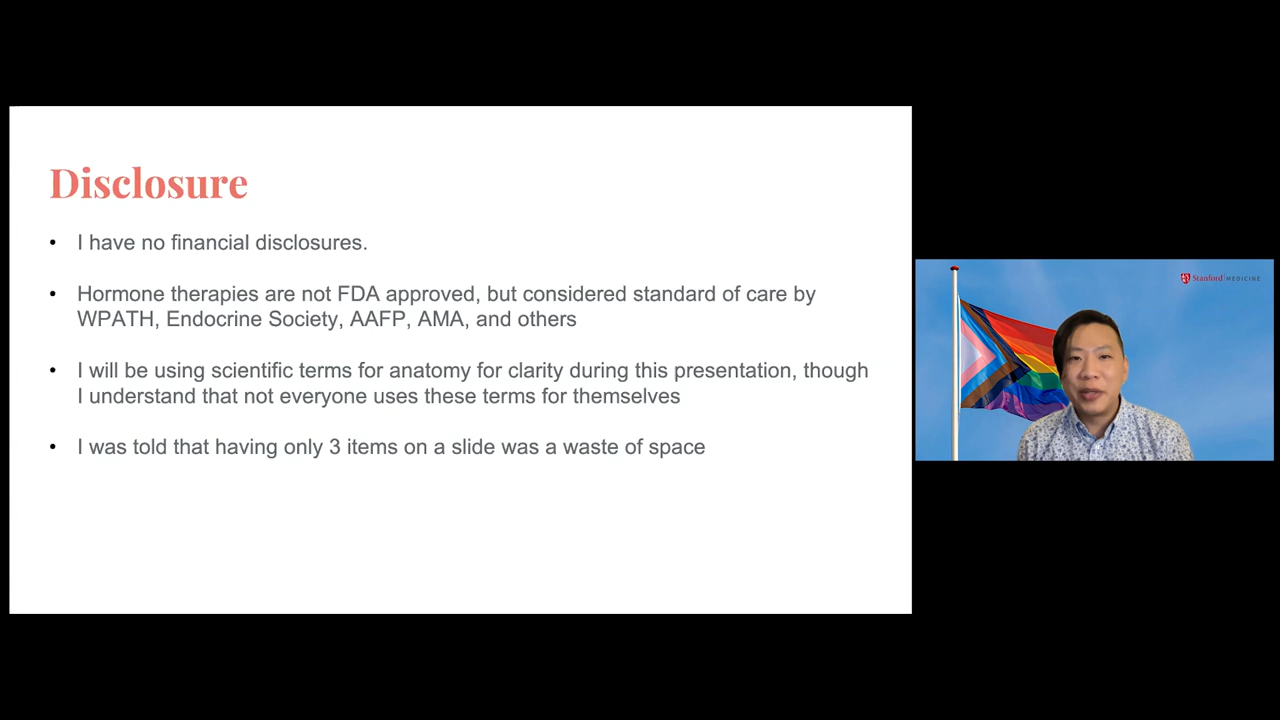 Disclosure
• I have no financial disclosures.
• Hormone therapies are not FDA approved, but considered standard of care by
WPATH, Endocrine Society, AAFP, AMA, and others
• I will be using scientific terms for anatomy for clarity during this presentation, though
I understand that not everyone uses these terms for themselves
• I was told that having only 3 items on a slide was a waste of space
Stanford MEDICINE